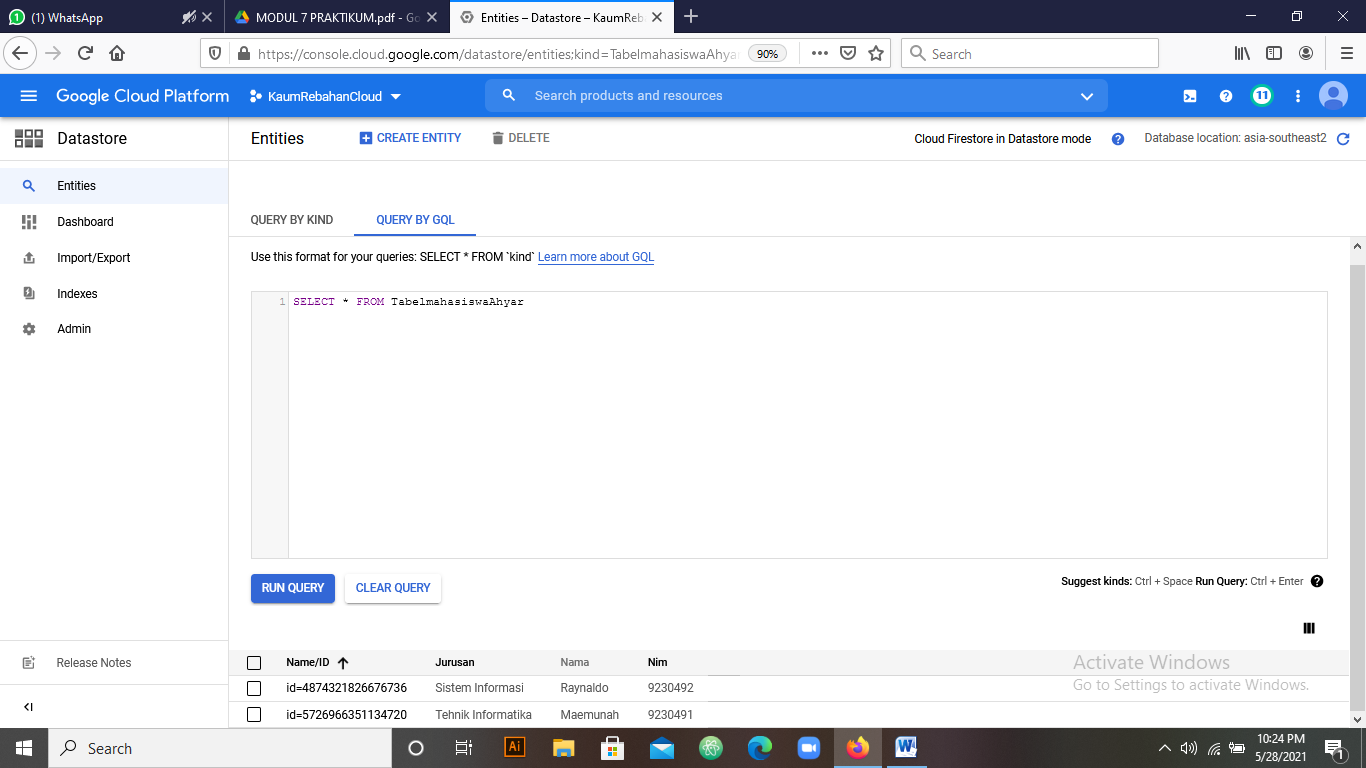 (1) WhatsApp
MODUL 7 PRAKTIKUM.pdf - Go
Entities – Datastore – KaumReb
https://console.cloud.google.com/datastore/entities;kind=TabelmahasiswaAhyar
90%
Search
Google Cloud Platform
KaumRebahanCloud
Search products and resources
11
Datastore
Entities
CREATE ENTITY
DELETE
Cloud Firestore in Datastore mode
Database location: asia-southeast2
Entities
Dashboard
Import/Export
Indexes
Admin
QUERY BY KIND
QUERY BY GQL
Use this format for your queries: SELECT * FROM `kind` Learn more about GQL
1 SELECT * FROM TabelmahasiswaAhyar
RUN QUERY
CLEAR QUERY
Suggest kinds: Ctrl + Space Run Query: Ctrl + Enter
Release Notes
Name/ID Jurusan Nama Nim
id=4874321826676736 Sistem Informasi Raynaldo 9230492
id=5726966351134720 Tehnik Informatika Maemunah 9230491
Activate Windows
Go to Settings to activate Windows.
Search
Ai
W
10:24 PM
5/28/2021
1